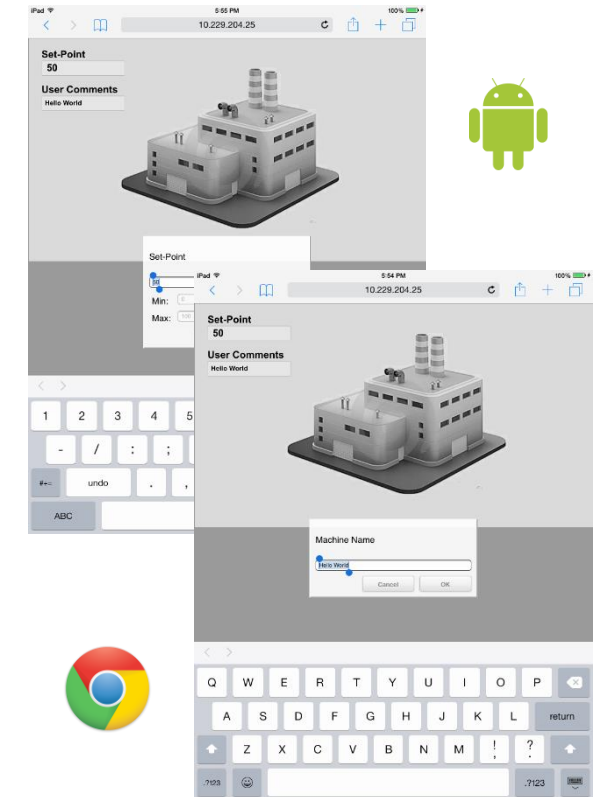 iPad 5:55 PM 100%
10.229.204.25
Set-Point
50
User Comments
Hello World
Set-Point
50
Min: 0
Max: 100
1 2 3 4 5
- / : ;
#+= undo . ,
ABC
iPad 5:54 PM 100%
10.229.204.25
Set-Point
50
User Comments
Hello World
Machine Name
Hello World
Cancel OK
Q W E R T Y U I O P
A S D F G H J K L return
Z X C V B N M ! , ? .
.?123 .?123